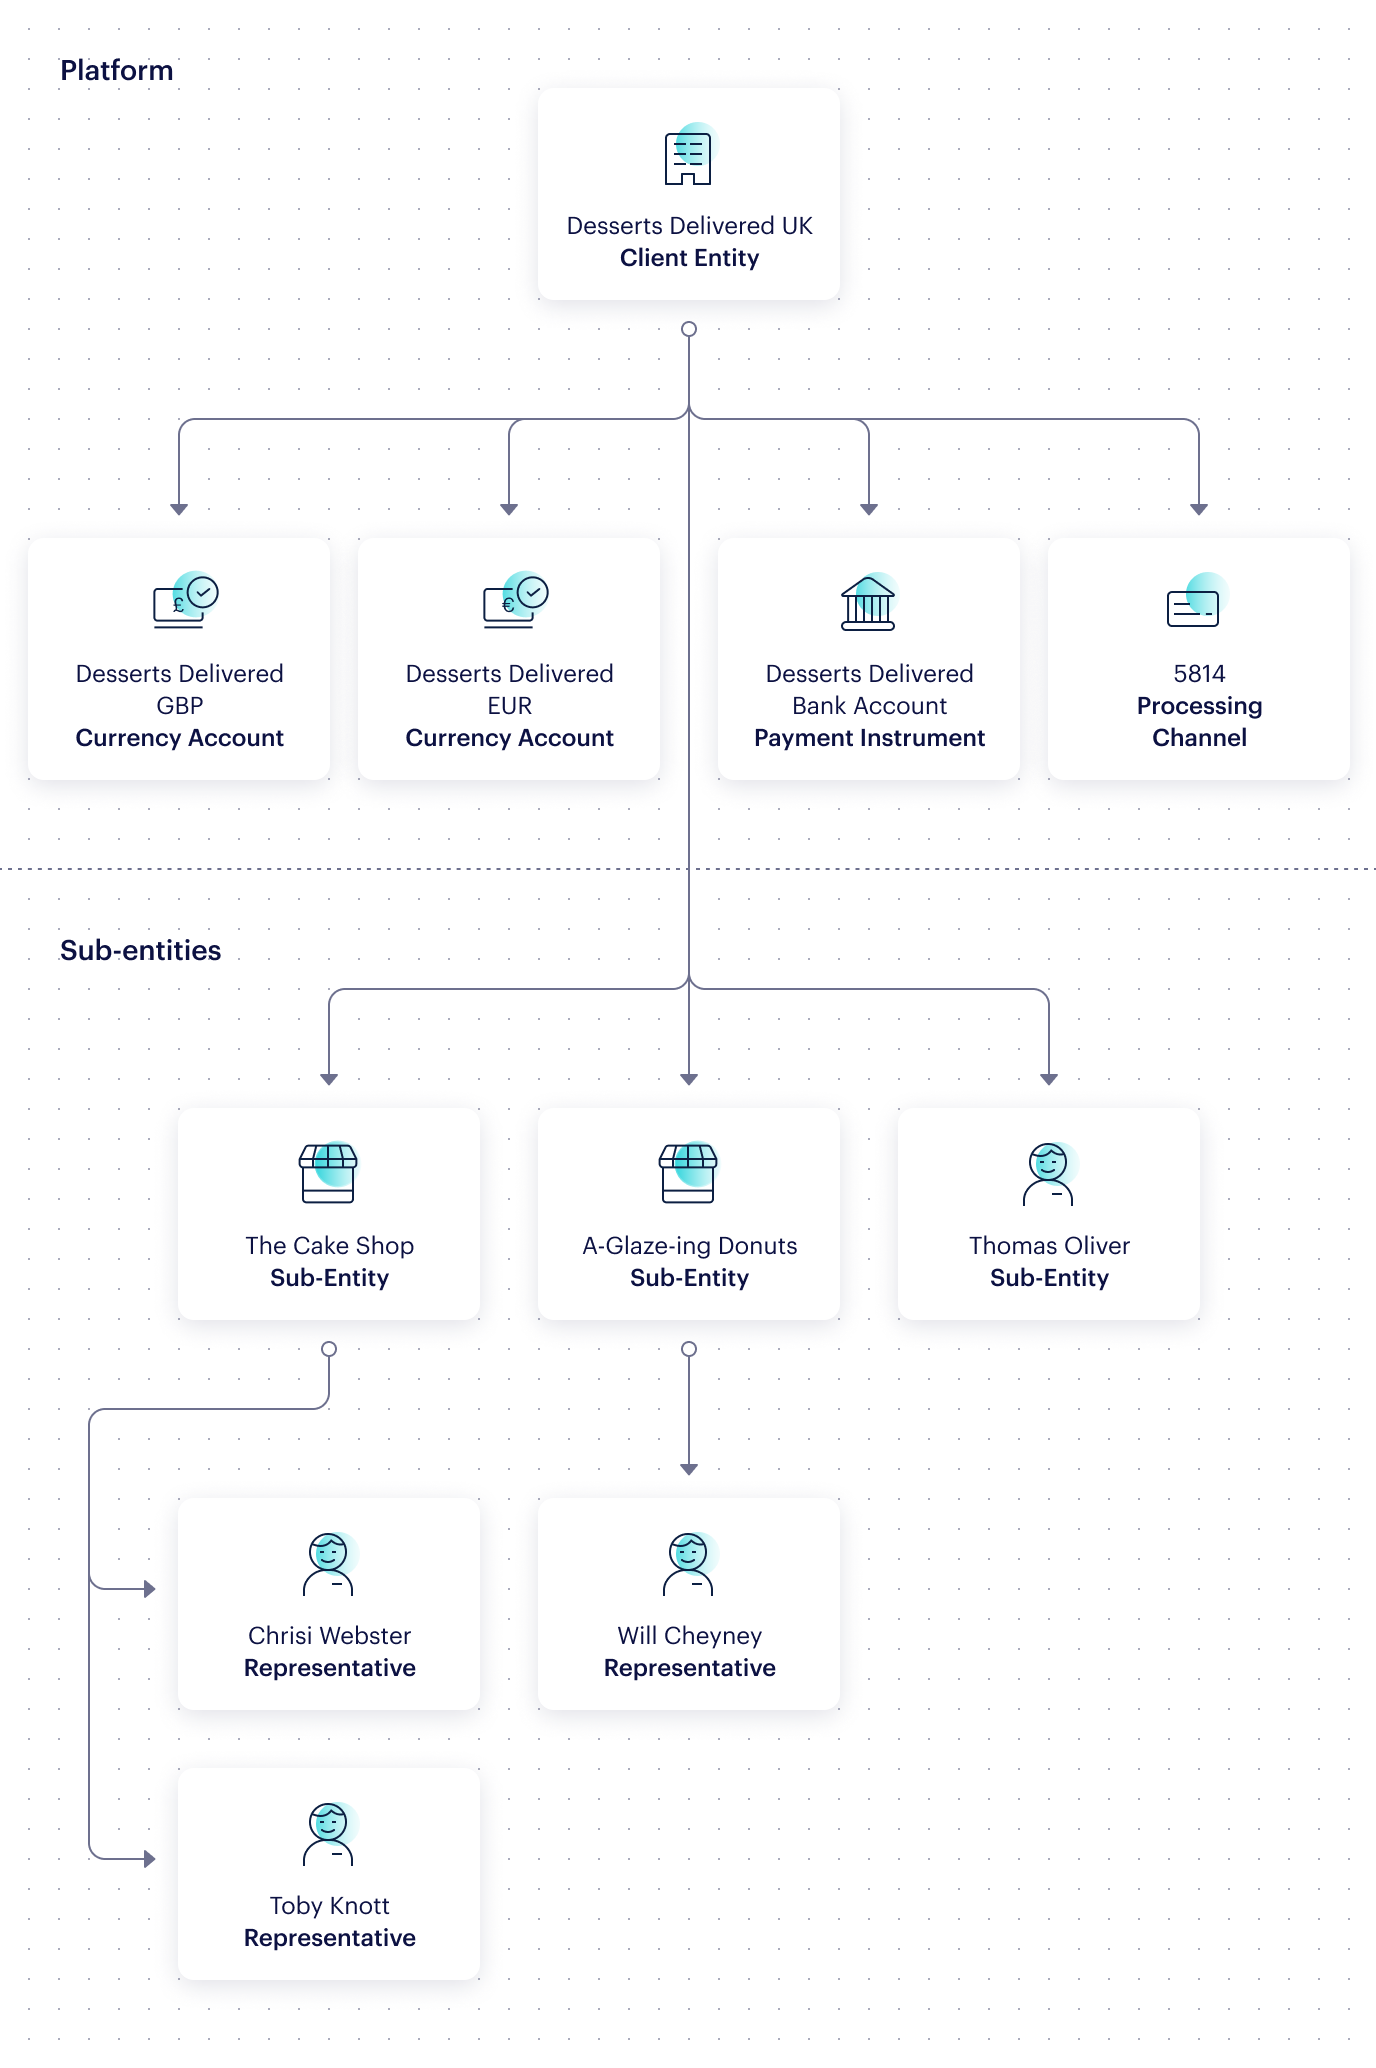 Platform
Desserts Delivered UK
Client Entity
£
Desserts Delivered
GBP
Currency Account
€
Desserts Delivered
EUR
Currency Account
Desserts Delivered
Bank Account
Payment Instrument
5814
Processing
Channel
Sub-entities
The Cake Shop
Sub-Entity
A-Glaze-ing Donuts
Sub-Entity
Thomas Oliver
Sub-Entity
Chrisi Webster
Representative
Will Cheyney
Representative
Toby Knott
Representative